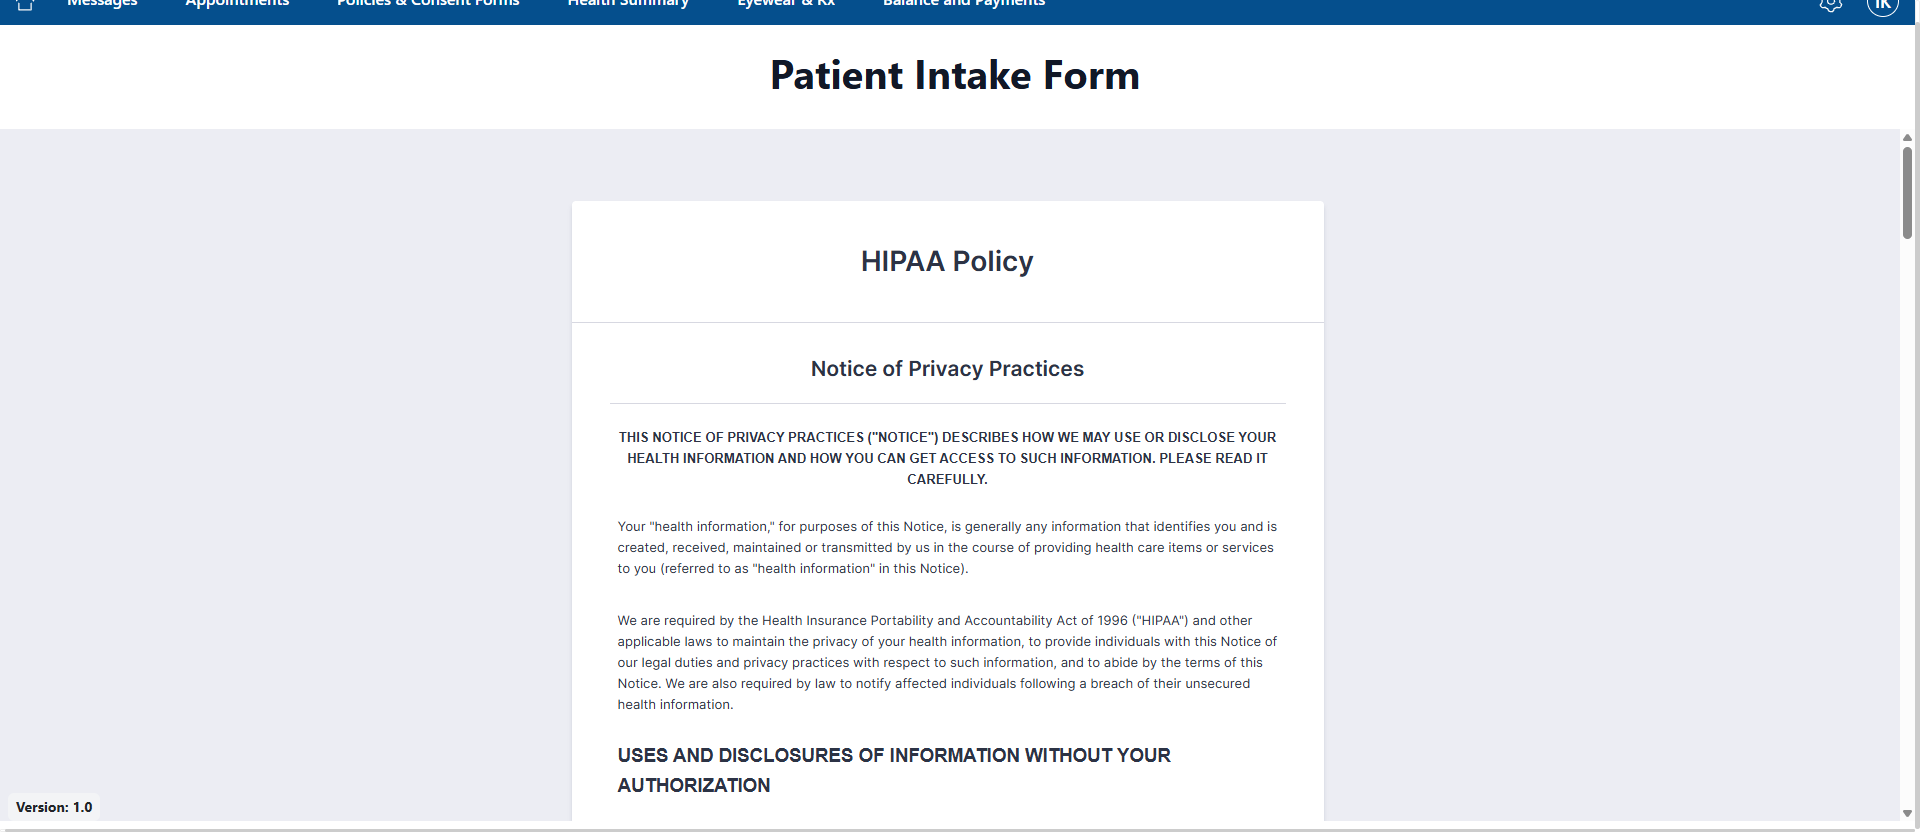 Messages Appointments Policies & Consent Forms Health Summary Eyewear & Rx Balance and Payments IK
Patient Intake Form
HIPAA Policy
Notice of Privacy Practices
THIS NOTICE OF PRIVACY PRACTICES ("NOTICE") DESCRIBES HOW WE MAY USE OR DISCLOSE YOUR
HEALTH INFORMATION AND HOW YOU CAN GET ACCESS TO SUCH INFORMATION. PLEASE READ IT
CAREFULLY.
Your "health information," for purposes of this Notice, is generally any information that identifies you and is
created, received, maintained or transmitted by us in the course of providing health care items or services
to you (referred to as "health information" in this Notice).
We are required by the Health Insurance Portability and Accountability Act of 1996 ("HIPAA") and other
applicable laws to maintain the privacy of your health information, to provide individuals with this Notice of
our legal duties and privacy practices with respect to such information, and to abide by the terms of this
Notice. We are also required by law to notify affected individuals following a breach of their unsecured
health information.
USES AND DISCLOSURES OF INFORMATION WITHOUT YOUR
AUTHORIZATION
Version: 1.0